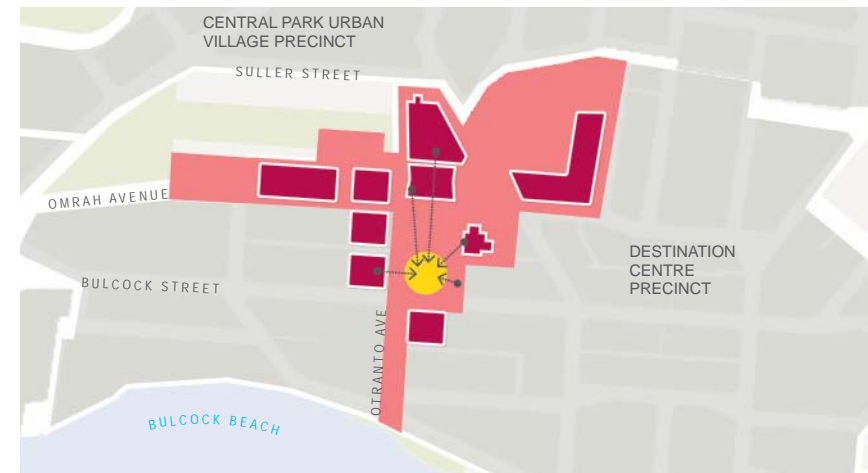 CENTRAL PARK URBAN
VILLAGE PRECINCT
SULLER STREET
OMRAH AVENUE
DESTINATION
CENTRE
PRECINCT
BULCOCK STREET
OTRANTO AVE
BULCOCK BEACH